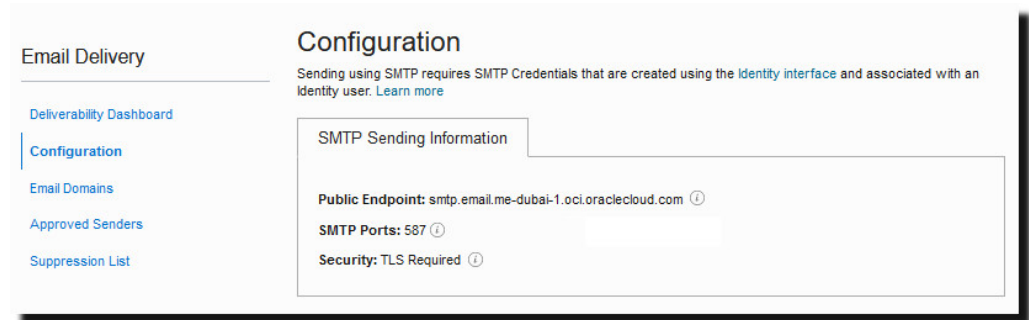 Email Delivery
Deliverability Dashboard
Configuration
Email Domains
Approved Senders
Suppression List
Configuration
Sending using SMTP requires SMTP Credentials that are created using the Identity interface and associated with an
Identity user. Learn more
SMTP Sending Information
Public Endpoint: smtp.email.me-dubai-1.oci.oraclecloud.com
SMTP Ports: 587
Security: TLS Required